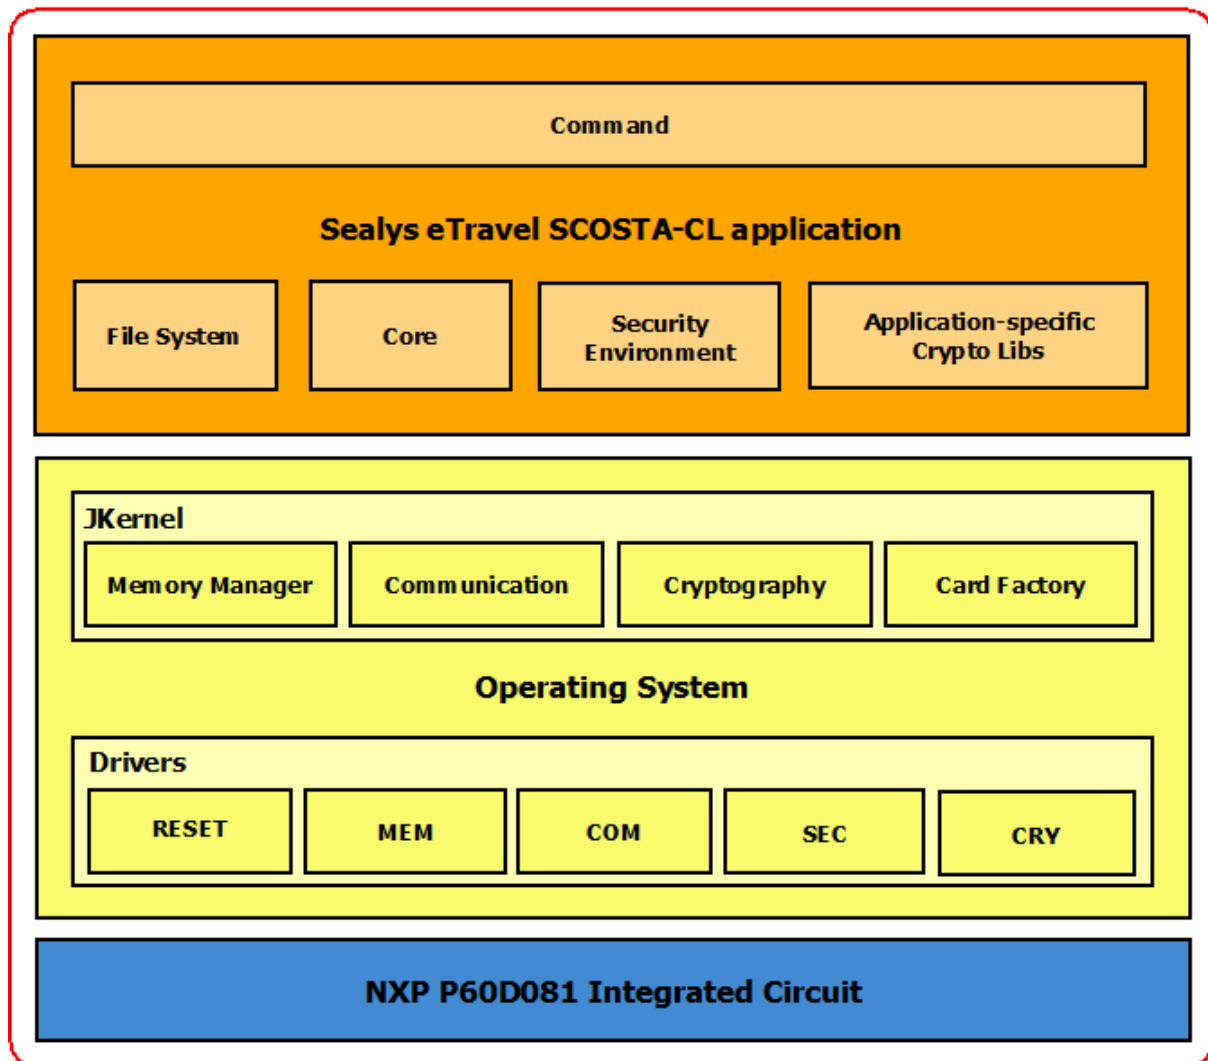 Command
Sealys eTravel SCOSTA-CL application
File System
Core
Security
Environment
Application-specific
Crypto Libs
JKernel
Memory Manager
Communication
Cryptography
Card Factory
Operating System
Drivers
RESET
MEM
COM
SEC
CRY
NXP P60D081 Integrated Circuit